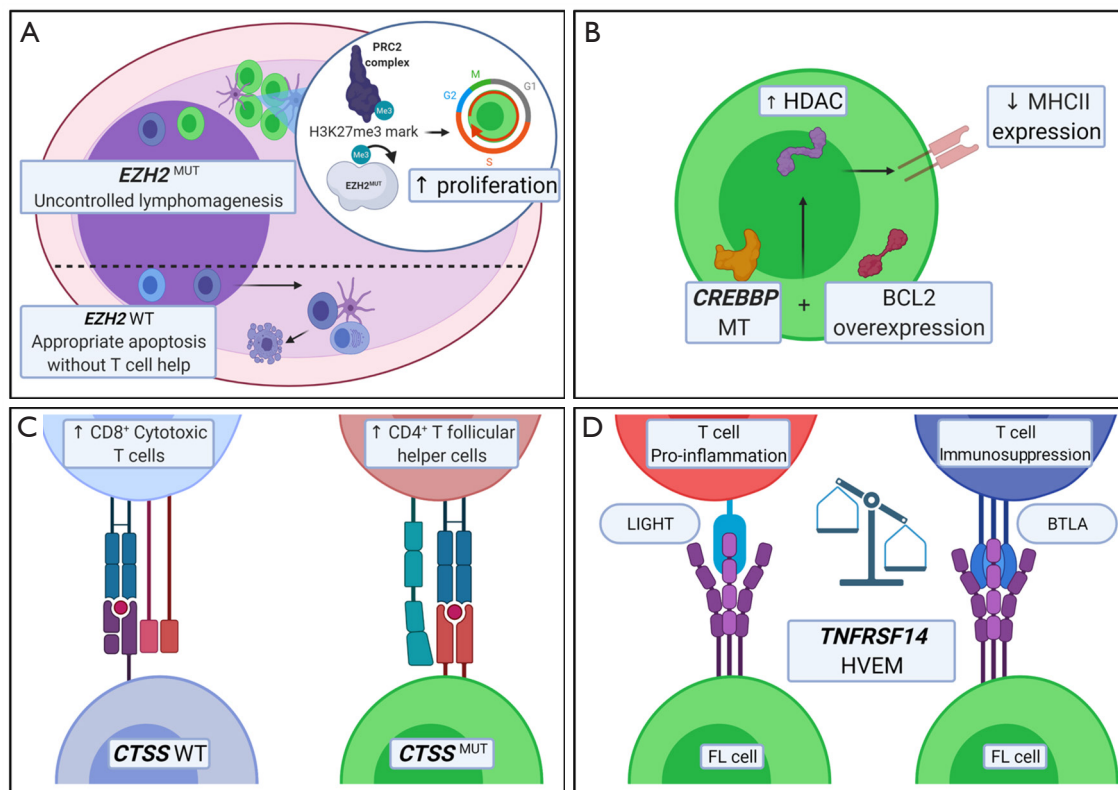 A
PRC2
complex
Me3
H3K27me3 mark
Me3
EZH2MUT
M
G2
G1
S
↑ proliferation
EZH2 MUT
Uncontrolled lymphomagenesis
EZH2 WT
Appropriate apoptosis
without T cell help
B
↑ HDAC
↓ MHCII
expression
CREBBP
MT
+
BCL2
overexpression
C
↑ CD8+ Cytotoxic
T cells
↑ CD4+ T follicular
helper cells
CTSS WT
CTSS MUT
D
T cell
Pro-inflammation
T cell
Immunosuppression
LIGHT
BTLA
TNFRSF14
HVEM
FL cell
FL cell